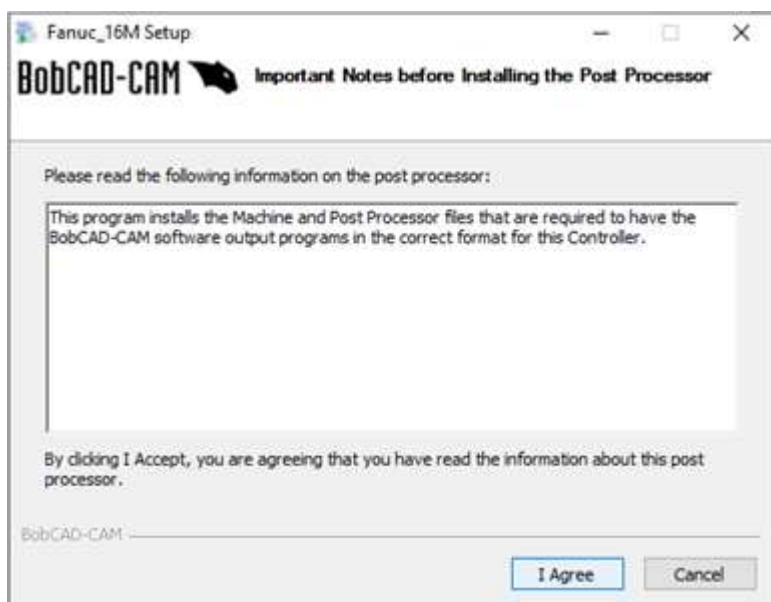 Fanuc_16M Setup
BobCAD-CAM
Important Notes before Installing the Post Processor
Please read the following information on the post processor:
This program installs the Machine and Post Processor files that are required to have the
BobCAD-CAM software output programs in the correct format for this Controller.
By clicking I Accept, you are agreeing that you have read the information about this post
processor.
BobCAD-CAM
I Agree
Cancel